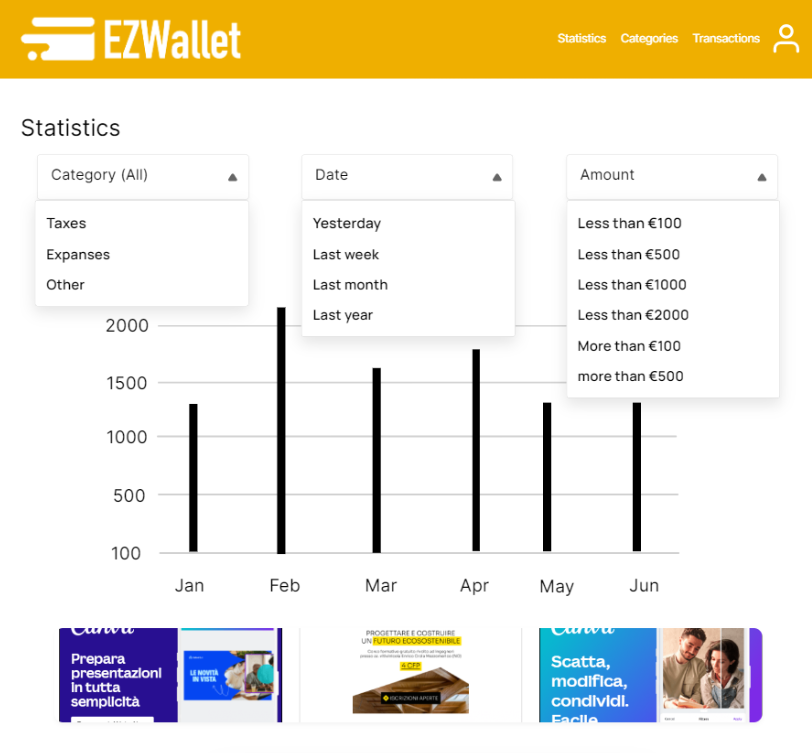 EZWallet
Statistics
Categories
Transactions
Statistics
Category (All)
Taxes
Expanses
Other
Date
Yesterday
Last week
Last month
Last year
Amount
Less than €100
Less than €500
Less than €1000
Less than €2000
More than €100
more than €500
2000
1500
1000
500
100
Jan
Feb
Mar
Apr
May
Jun
Canva
Prepara
presentazioni
in tutta
semplicità
LE NOVITÀ
IN VISTA
PROGETTARE E COSTRUIRE
UN FUTURO ECOSOSTENIBILE
4 CFP
ISCRIZIONI APERTE
Canva
Scatta,
modifica,
condividi.
Facile